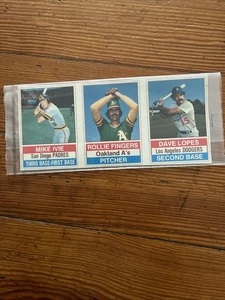 MIKE IVIE
San Diego PADRES
THIRD BASE-FIRST BASE
ROLLIE FINGERS
Oakland A's
PITCHER
DAVE LOPES
Los Angeles DODGERS
SECOND BASE